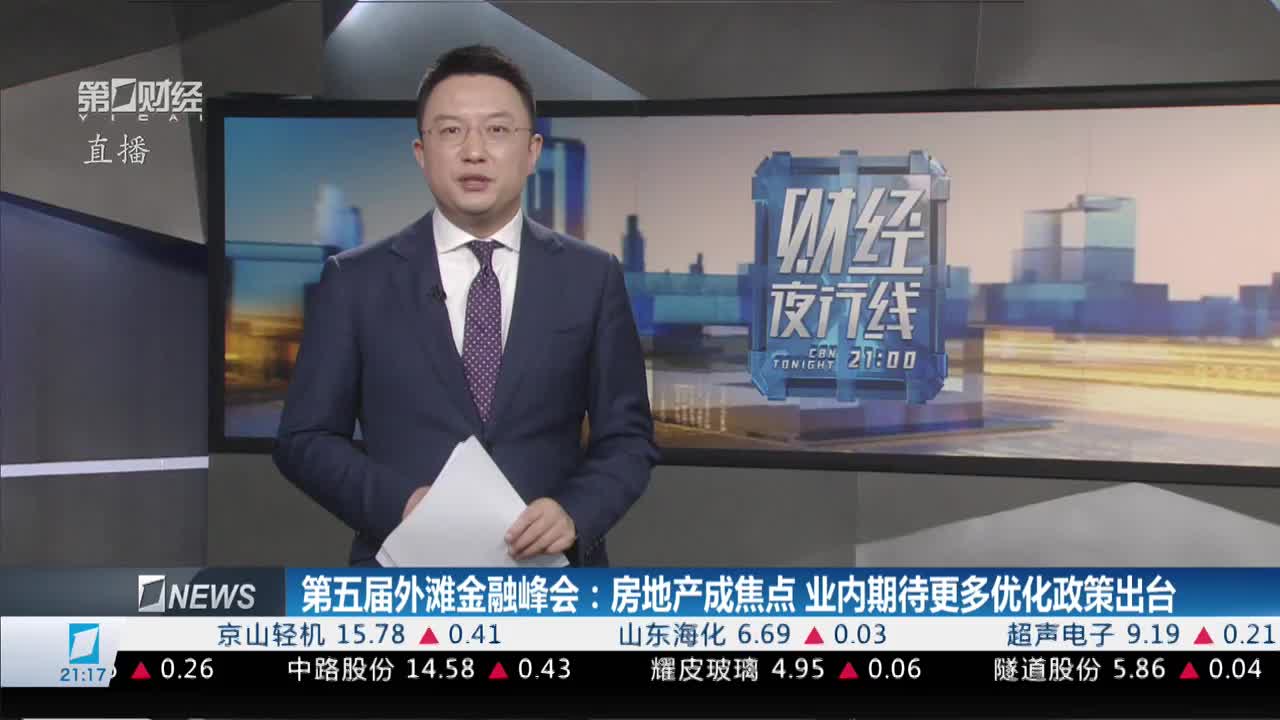 第一财经
YICAI
直播
财经
夜行线
CBN
TONIGHT 21:00
NEWS 第五届外滩金融峰会：房地产成焦点 业内期待更多优化政策出台
京山轻机 15.78 ▲ 0.41 山东海化 6.69 ▲ 0.03 超声电子 9.19 ▲ 0.21
21:17 ▲ 0.26 中路股份 14.58 ▲ 0.43 耀皮玻璃 4.95 ▲ 0.06 隧道股份 5.86 ▲ 0.04